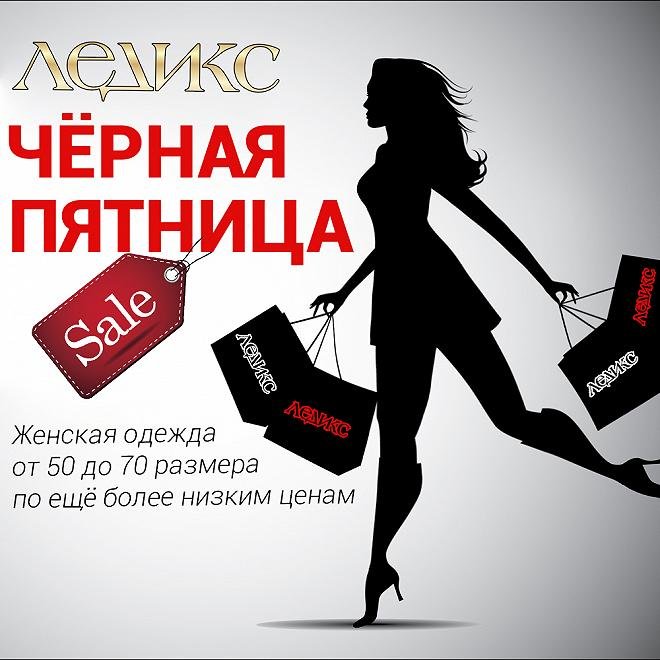 Ледикс
ЧЁРНАЯ
ПЯТНИЦА
Sale
Ледикс
Ледикс
Ледикс
Ледикс
Женская одежда
от 50 до 70 размера
по ещё более низким ценам